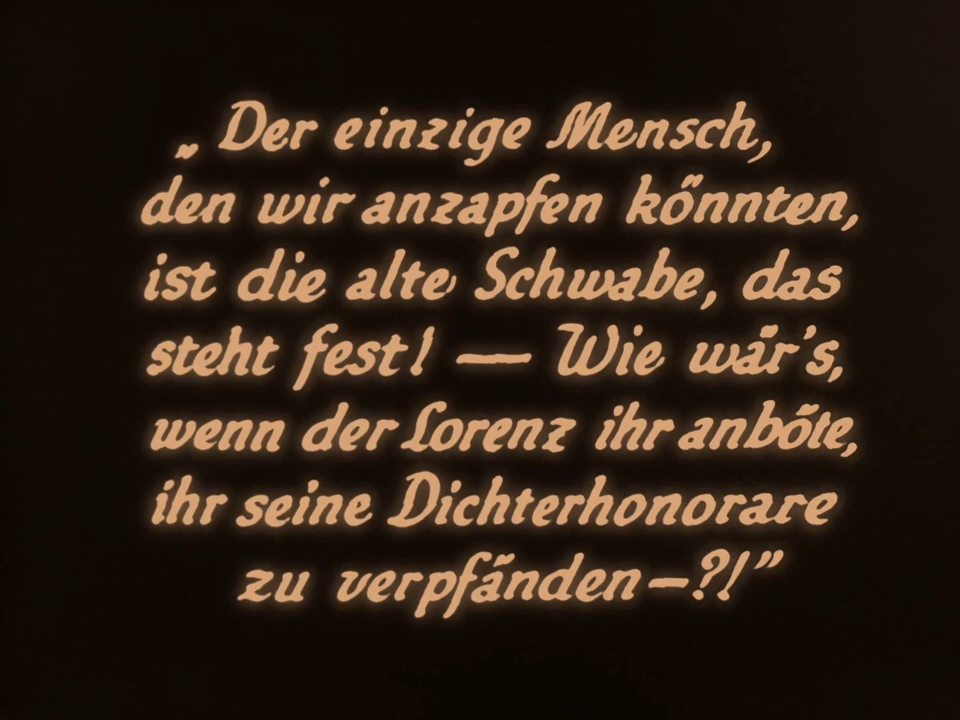 „Der einzige Mensch,
den wir anzapfen könnten,
ist die alte Schwabe, das
steht fest! — Wie wär's,
wenn der Lorenz ihr anböte,
ihr seine Dichterhonorare
zu verpfänden—?!”